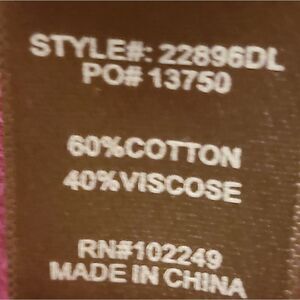 STYLE#: 22896DL
PO# 13750
60%COTTON
40%VISCOSE
RN#102249
MADE IN CHINA